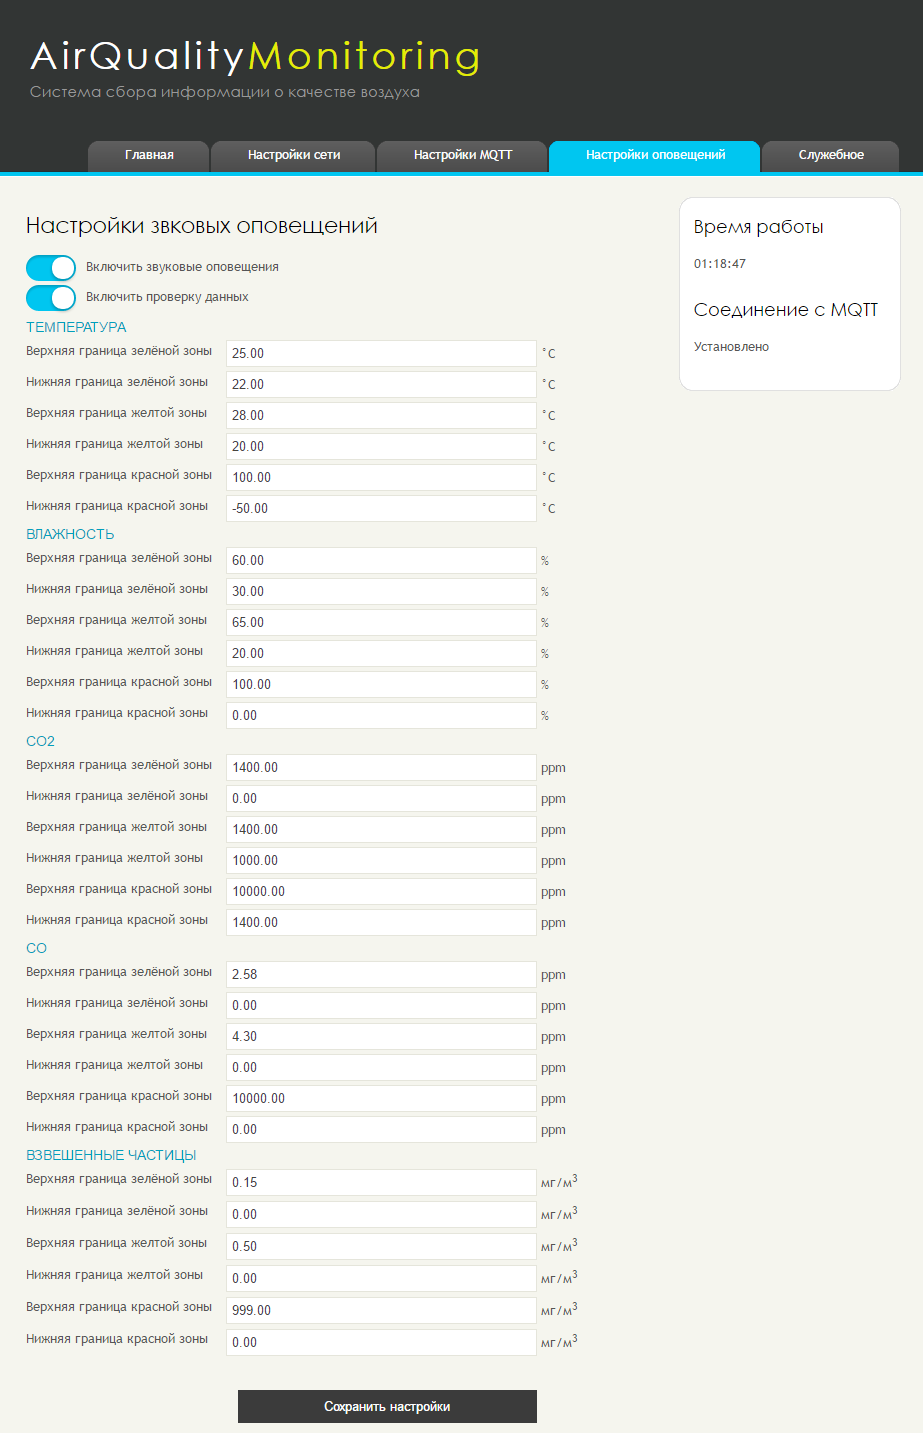 AirQualityMonitoring
Система сбора информации о качестве воздуха
Главная Настройки сети Настройки MQTT Настройки оповещений Служебное
Настройки звковых оповещений
Включить звуковые оповещения
Включить проверку данных
ТЕМПЕРАТУРА
Верхняя граница зелёной зоны 25.00 °C
Нижняя граница зелёной зоны 22.00 °C
Верхняя граница желтой зоны 28.00 °C
Нижняя граница желтой зоны 20.00 °C
Верхняя граница красной зоны 100.00 °C
Нижняя граница красной зоны -50.00 °C
ВЛАЖНОСТЬ
Верхняя граница зелёной зоны 60.00 %
Нижняя граница зелёной зоны 30.00 %
Верхняя граница желтой зоны 65.00 %
Нижняя граница желтой зоны 20.00 %
Верхняя граница красной зоны 100.00 %
Нижняя граница красной зоны 0.00 %
CO2
Верхняя граница зелёной зоны 1400.00 ppm
Нижняя граница зелёной зоны 0.00 ppm
Верхняя граница желтой зоны 1400.00 ppm
Нижняя граница желтой зоны 1000.00 ppm
Верхняя граница красной зоны 10000.00 ppm
Нижняя граница красной зоны 1400.00 ppm
CO
Верхняя граница зелёной зоны 2.58 ppm
Нижняя граница зелёной зоны 0.00 ppm
Верхняя граница желтой зоны 4.30 ppm
Нижняя граница желтой зоны 0.00 ppm
Верхняя граница красной зоны 10000.00 ppm
Нижняя граница красной зоны 0.00 ppm
ВЗВЕШЕННЫЕ ЧАСТИЦЫ
Верхняя граница зелёной зоны 0.15 мг/м³
Нижняя граница зелёной зоны 0.00 мг/м³
Верхняя граница желтой зоны 0.50 мг/м³
Нижняя граница желтой зоны 0.00 мг/м³
Верхняя граница красной зоны 999.00 мг/м³
Нижняя граница красной зоны 0.00 мг/м³
Сохранить настройки
Время работы
01:18:47
Соединение с MQTT
Установлено